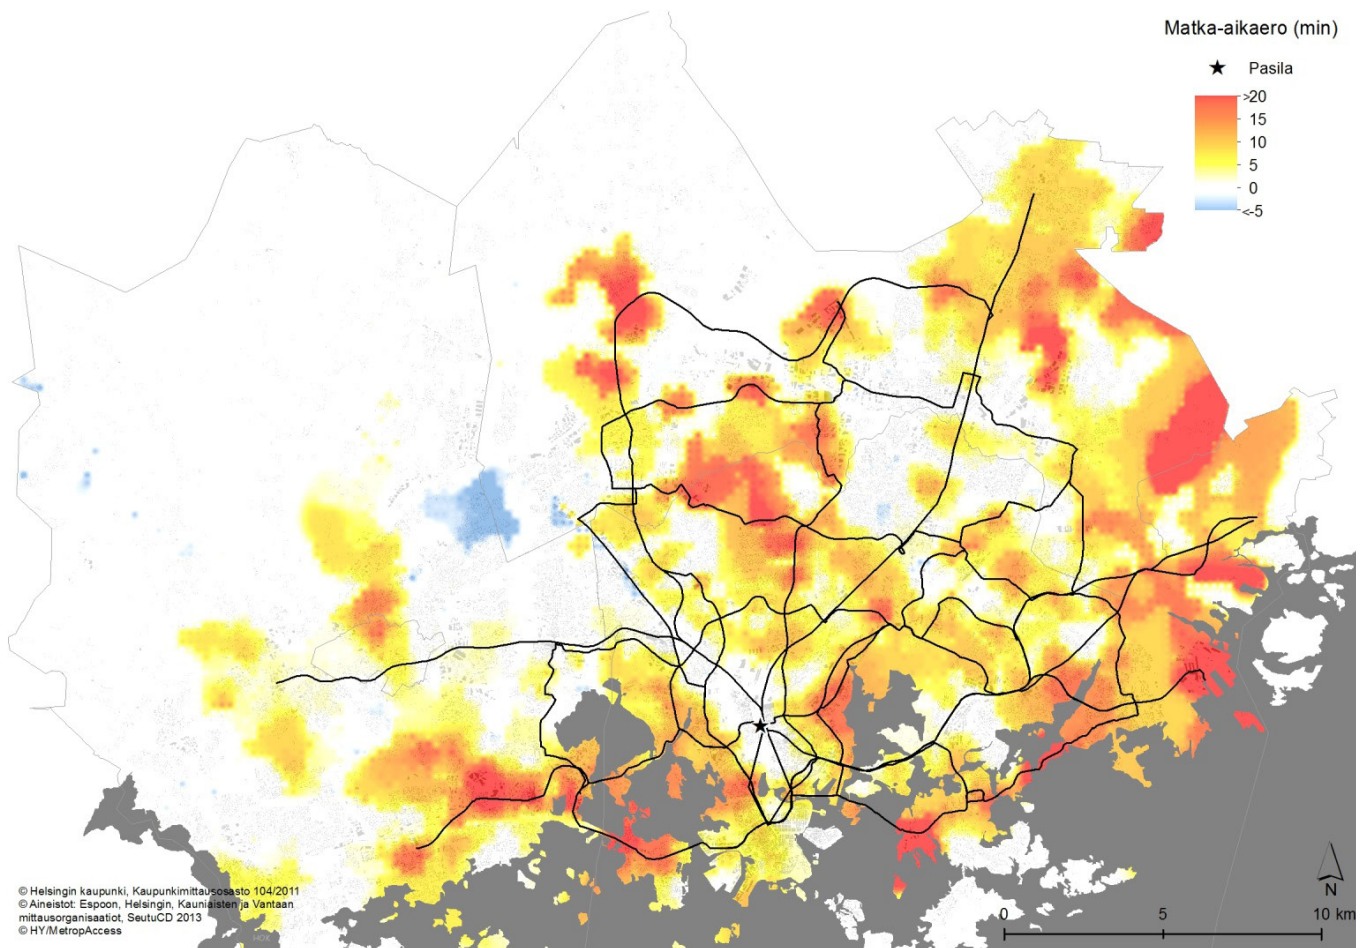 Matka-aikaero (min)
Pasila
>20
15
10
5
0
<-5
© Helsingin kaupunki, Kaupunkimittausosasto 104/2011
© Aineistot: Espoon, Helsingin, Kauniaisten ja Vantaan
mittausorganisaatiot, SeutuCD 2013
© HY/MetropAccess
N
0 5 10 km